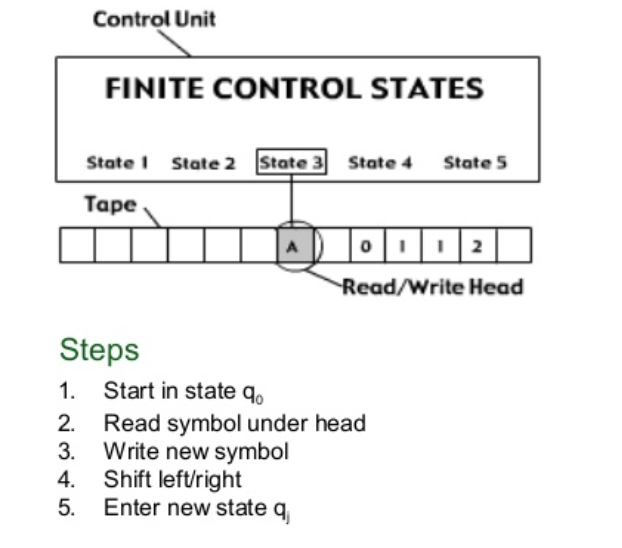 Control Unit
FINITE CONTROL STATES
State 1 State 2 State 3 State 4 State 5
Tape
A 0 1 1 2
Read/Write Head
Steps
1. Start in state q₀
2. Read symbol under head
3. Write new symbol
4. Shift left/right
5. Enter new state qⱼ